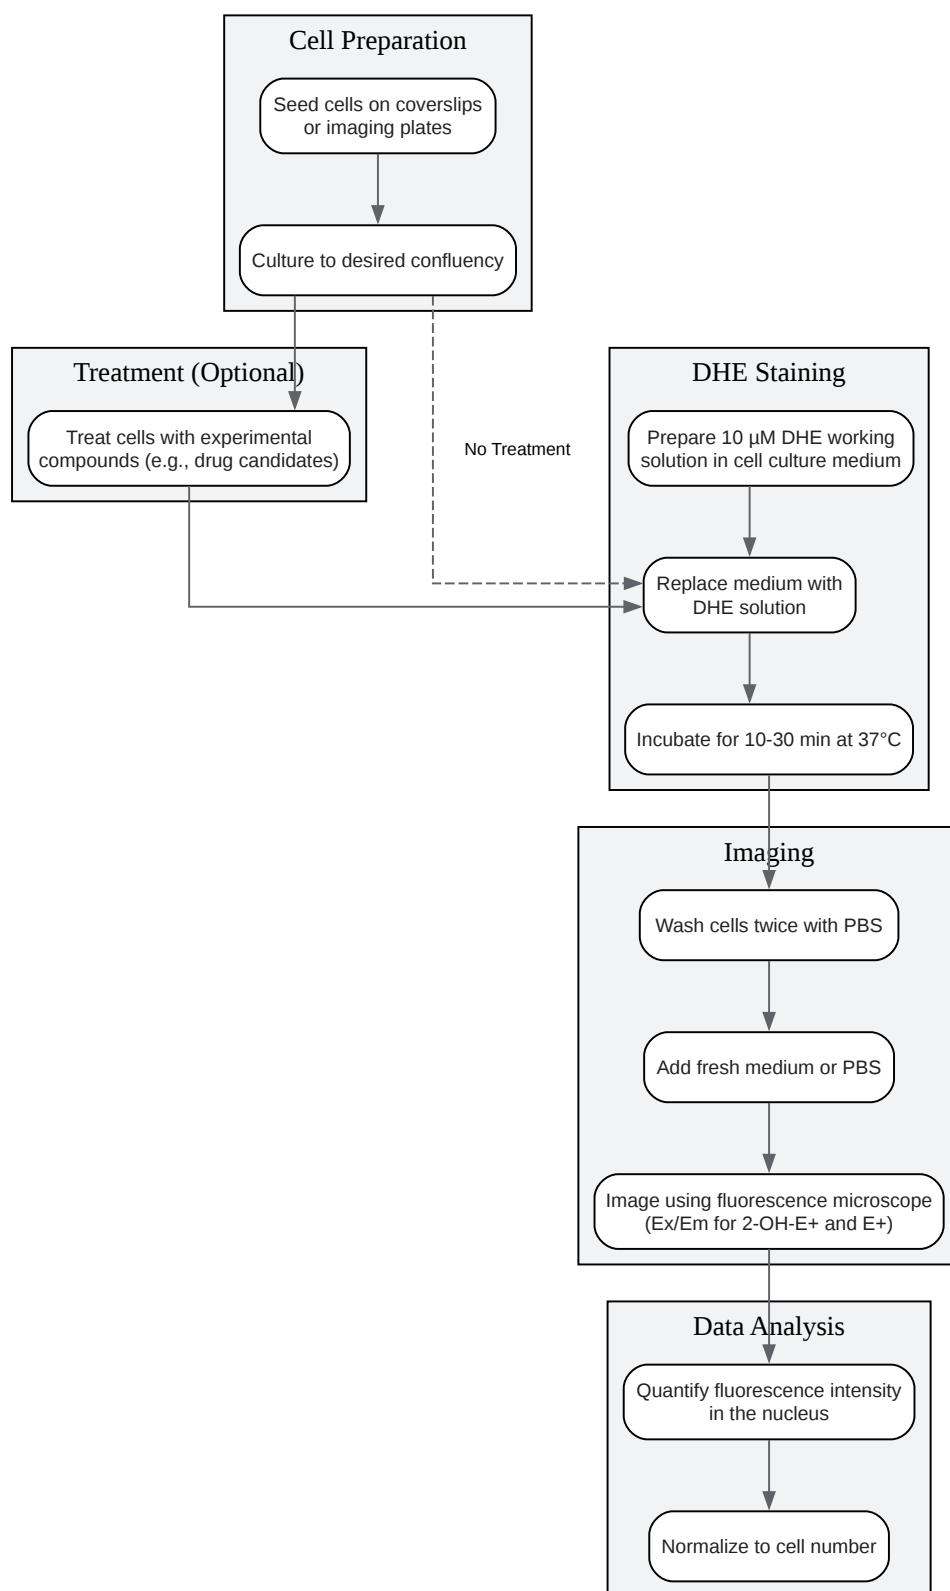 Cell Preparation
Seed cells on coverslips
or imaging plates
Culture to desired confluency
Treatment (Optional)
Treat cells with experimental
compounds (e.g., drug candidates)
No Treatment
DHE Staining
Prepare 10 µM DHE working
solution in cell culture medium
Replace medium with
DHE solution
Incubate for 10-30 min at 37°C
Imaging
Wash cells twice with PBS
Add fresh medium or PBS
Image using fluorescence microscope
(Ex/Em for 2-OH-E+ and E+)
Data Analysis
Quantify fluorescence intensity
in the nucleus
Normalize to cell number